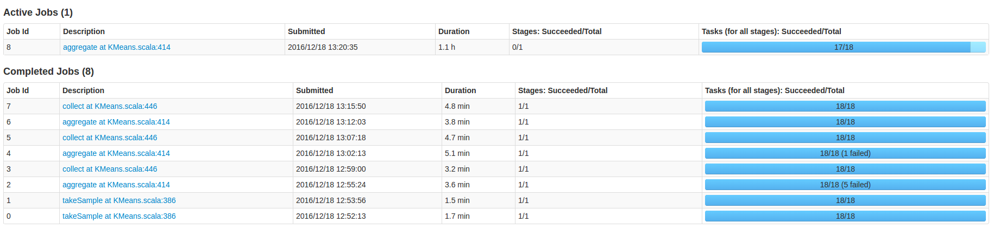 Active Jobs (1)
Job Id Description Submitted Duration Stages: Succeeded/Total Tasks (for all stages): Succeeded/Total
8 aggregate at KMeans.scala:414 2016/12/18 13:20:35 1.1 h 0/1 17/18
Completed Jobs (8)
Job Id Description Submitted Duration Stages: Succeeded/Total Tasks (for all stages): Succeeded/Total
7 collect at KMeans.scala:446 2016/12/18 13:15:50 4.8 min 1/1 18/18
6 aggregate at KMeans.scala:414 2016/12/18 13:12:03 3.8 min 1/1 18/18
5 collect at KMeans.scala:446 2016/12/18 13:07:18 4.7 min 1/1 18/18
4 aggregate at KMeans.scala:414 2016/12/18 13:02:13 5.1 min 1/1 18/18 (1 failed)
3 collect at KMeans.scala:446 2016/12/18 12:59:00 3.2 min 1/1 18/18
2 aggregate at KMeans.scala:414 2016/12/18 12:55:24 3.6 min 1/1 18/18 (5 failed)
1 takeSample at KMeans.scala:386 2016/12/18 12:53:56 1.5 min 1/1 18/18
0 takeSample at KMeans.scala:386 2016/12/18 12:52:13 1.7 min 1/1 18/18